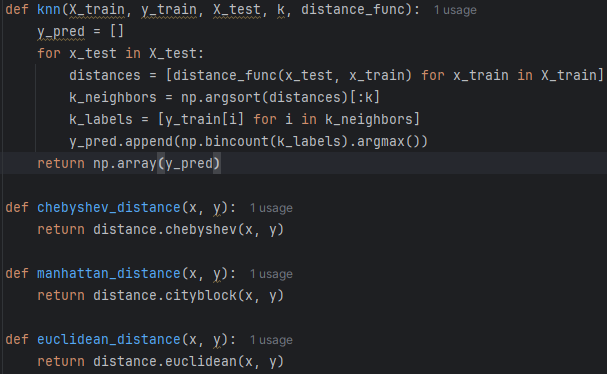 def knn(X_train, y_train, X_test, k, distance_func): 1 usage
    y_pred = []
    for x_test in X_test:
        distances = [distance_func(x_test, x_train) for x_train in X_train]
        k_neighbors = np.argsort(distances)[:k]
        k_labels = [y_train[i] for i in k_neighbors]
        y_pred.append(np.bincount(k_labels).argmax())
    return np.array(y_pred)

def chebyshev_distance(x, y): 1 usage
    return distance.chebyshev(x, y)

def manhattan_distance(x, y): 1 usage
    return distance.cityblock(x, y)

def euclidean_distance(x, y): 1 usage
    return distance.euclidean(x, y)